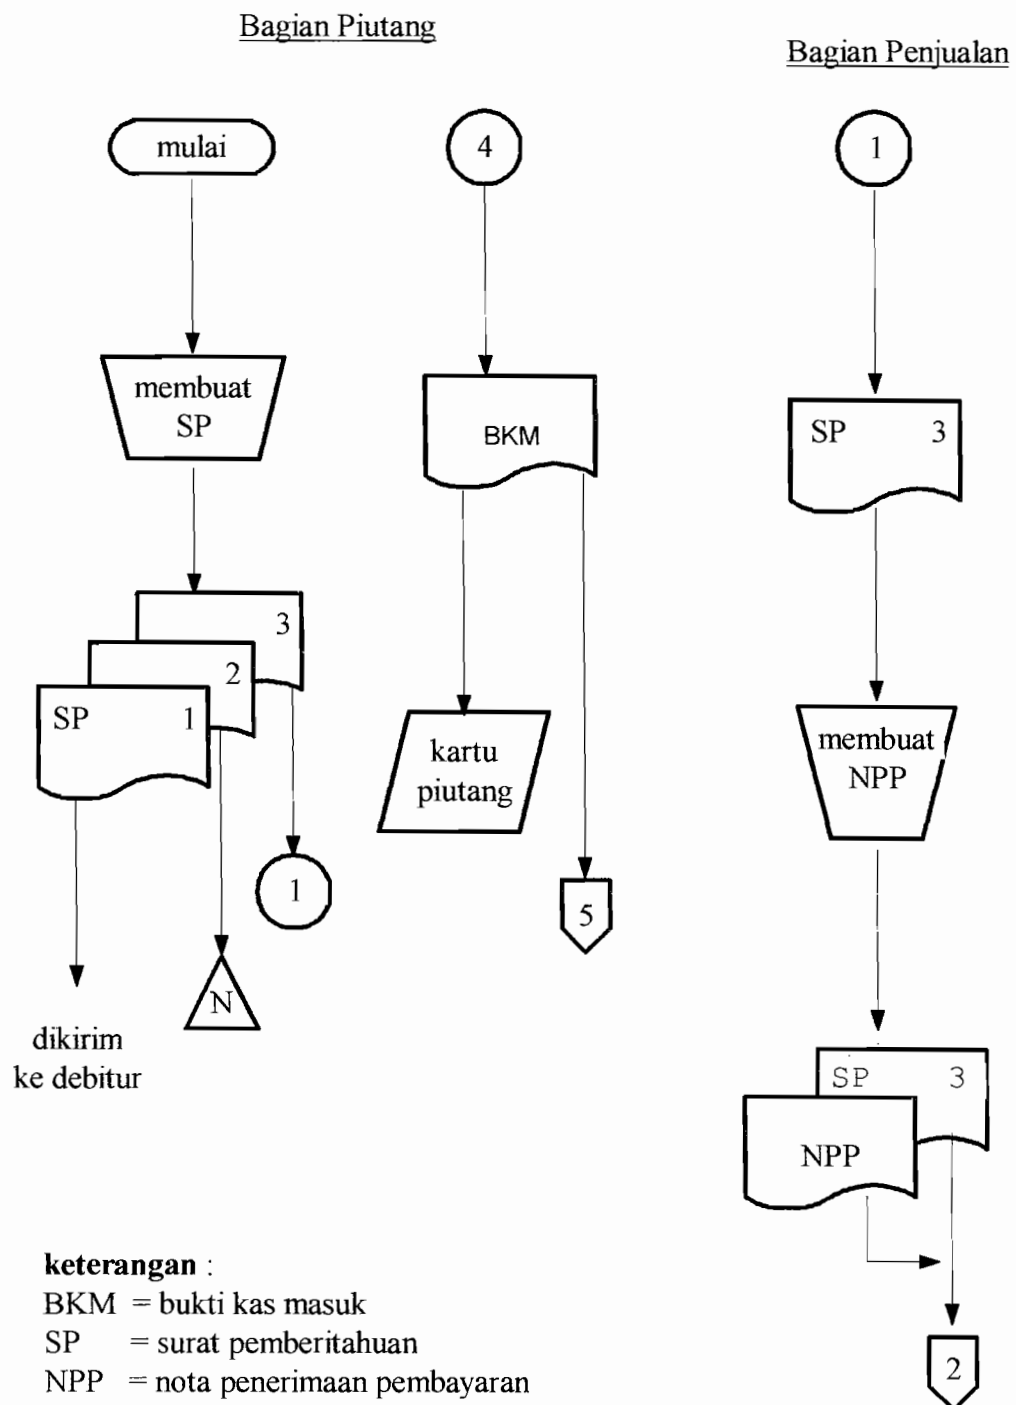 Bagian Piutang
Bagian Penjualan
mulai
membuat
SP
3
2
SP 1
1
N
dikirim
ke debitur
4
BKM
kartu
piutang
5
1
SP 3
membuat
NPP
SP 3
NPP
2
keterangan :
BKM = bukti kas masuk
SP = surat pemberitahuan
NPP = nota penerimaan pembayaran